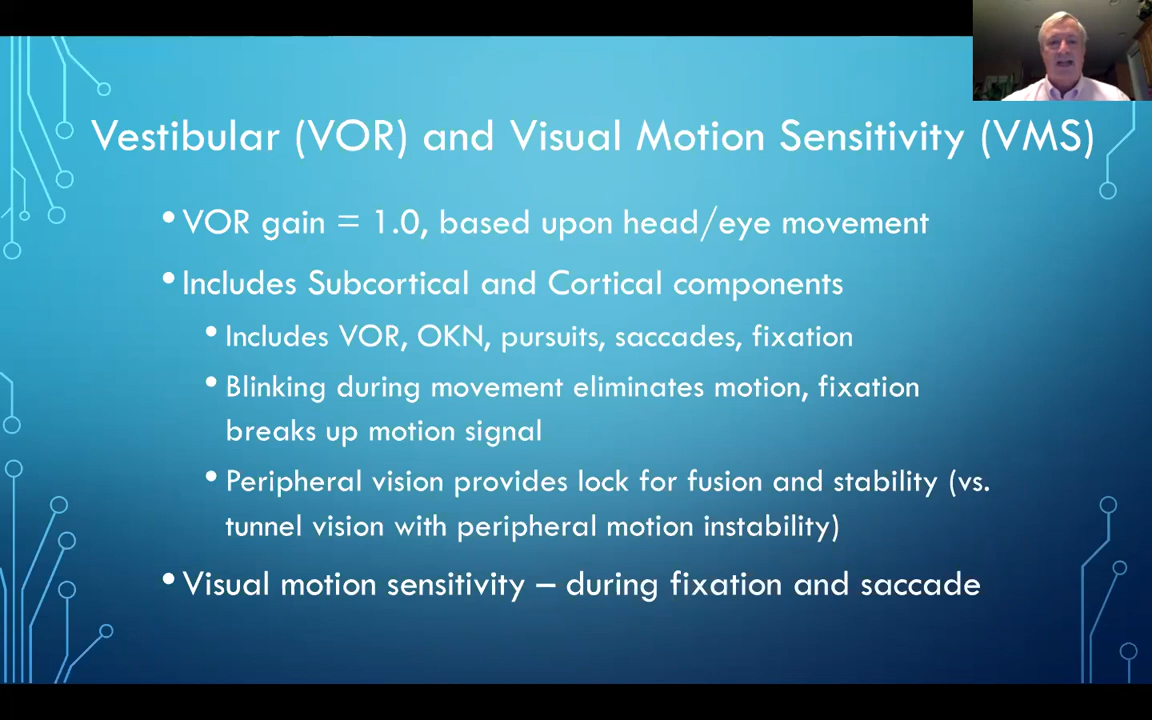 Vestibular (VOR) and Visual Motion Sensitivity (VMS)
•VOR gain = 1.0, based upon head/eye movement
•Includes Subcortical and Cortical components
•Includes VOR, OKN, pursuits, saccades, fixation
•Blinking during movement eliminates motion, fixation
breaks up motion signal
•Peripheral vision provides lock for fusion and stability (vs.
tunnel vision with peripheral motion instability)
•Visual motion sensitivity – during fixation and saccade